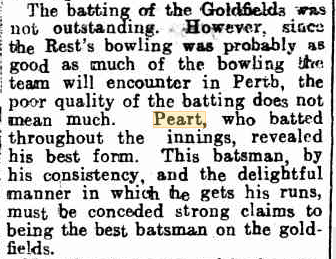 The batting of the Goldfields was
not outstanding. However, since
the Rest's bowling was probably as
good as much of the bowling the
team will encounter in Perth, the
poor quality of the batting does not
mean much. Peart, who batted
throughout the innings, revealed
his best form. This batsman, by
his consistency, and the delightful
manner in which he gets his runs,
must be conceded strong claims to
being the best batsman on the gold-
fields.